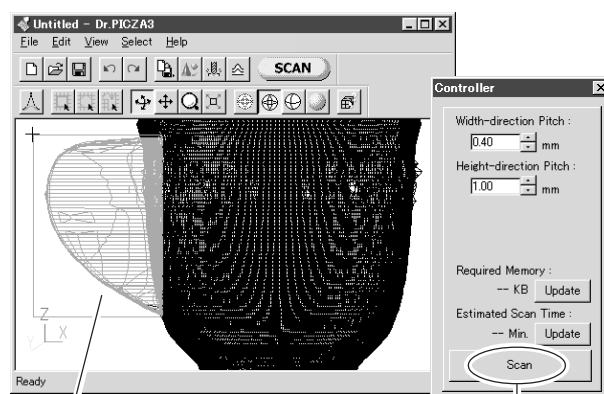 Untitled - Dr.PICZA3
File Edit View Select Help
SCAN
Z
Y X
Ready
Controller
Width-direction Pitch :
0.40 mm
Height-direction Pitch :
1.00 mm
Required Memory :
-- KB Update
Estimated Scan Time :
-- Min. Update
Scan